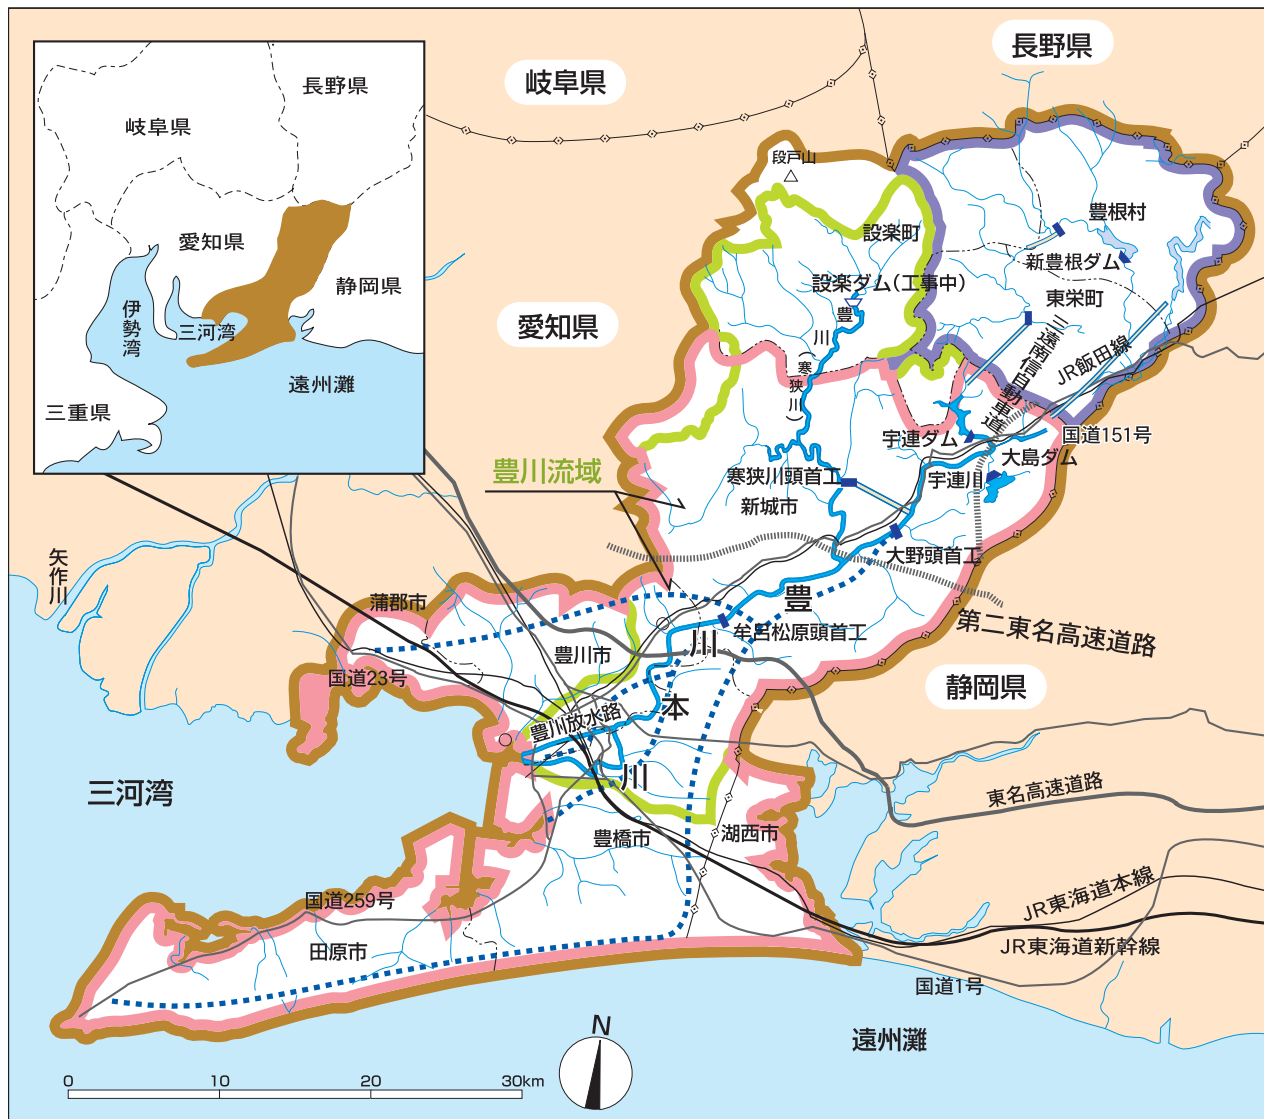 長野県
岐阜県
愛知県
静岡県
伊勢湾
三河湾
遠州灘
三重県
岐阜県
長野県
愛知県
静岡県
段戸山
設楽町
設楽ダム(工事中)
豊川
(寒狭川)
豊根村
新豊根ダム
東栄町
三遠南信自動車道
JR飯田線
国道151号
宇連ダム
大島ダム
宇連川
豊川流域
寒狭川頭首工
新城市
大野頭首工
第二東名高速道路
矢作川
蒲郡市
豊川市
牟呂松原頭首工
豊川本川
国道23号
豊川放水路
三河湾
豊橋市
湖西市
東名高速道路
国道259号
田原市
JR東海道本線
JR東海道新幹線
国道1号
遠州灘
N
0 10 20 30km